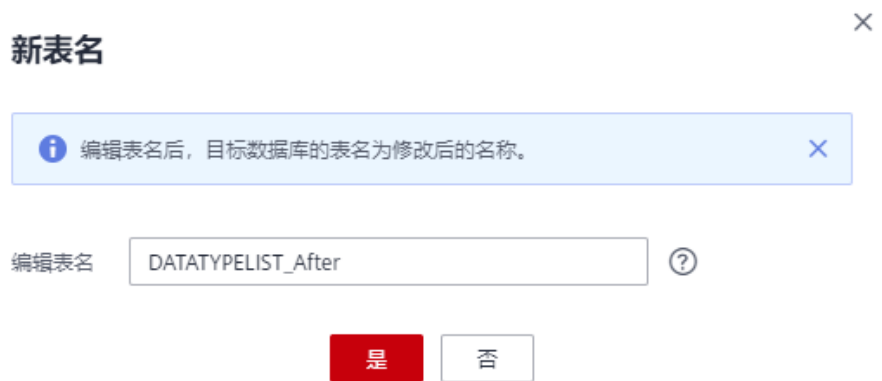 新表名
编辑表名后，目标数据库的表名为修改后的名称。
编辑表名 DATATYPELIST_After
是 否